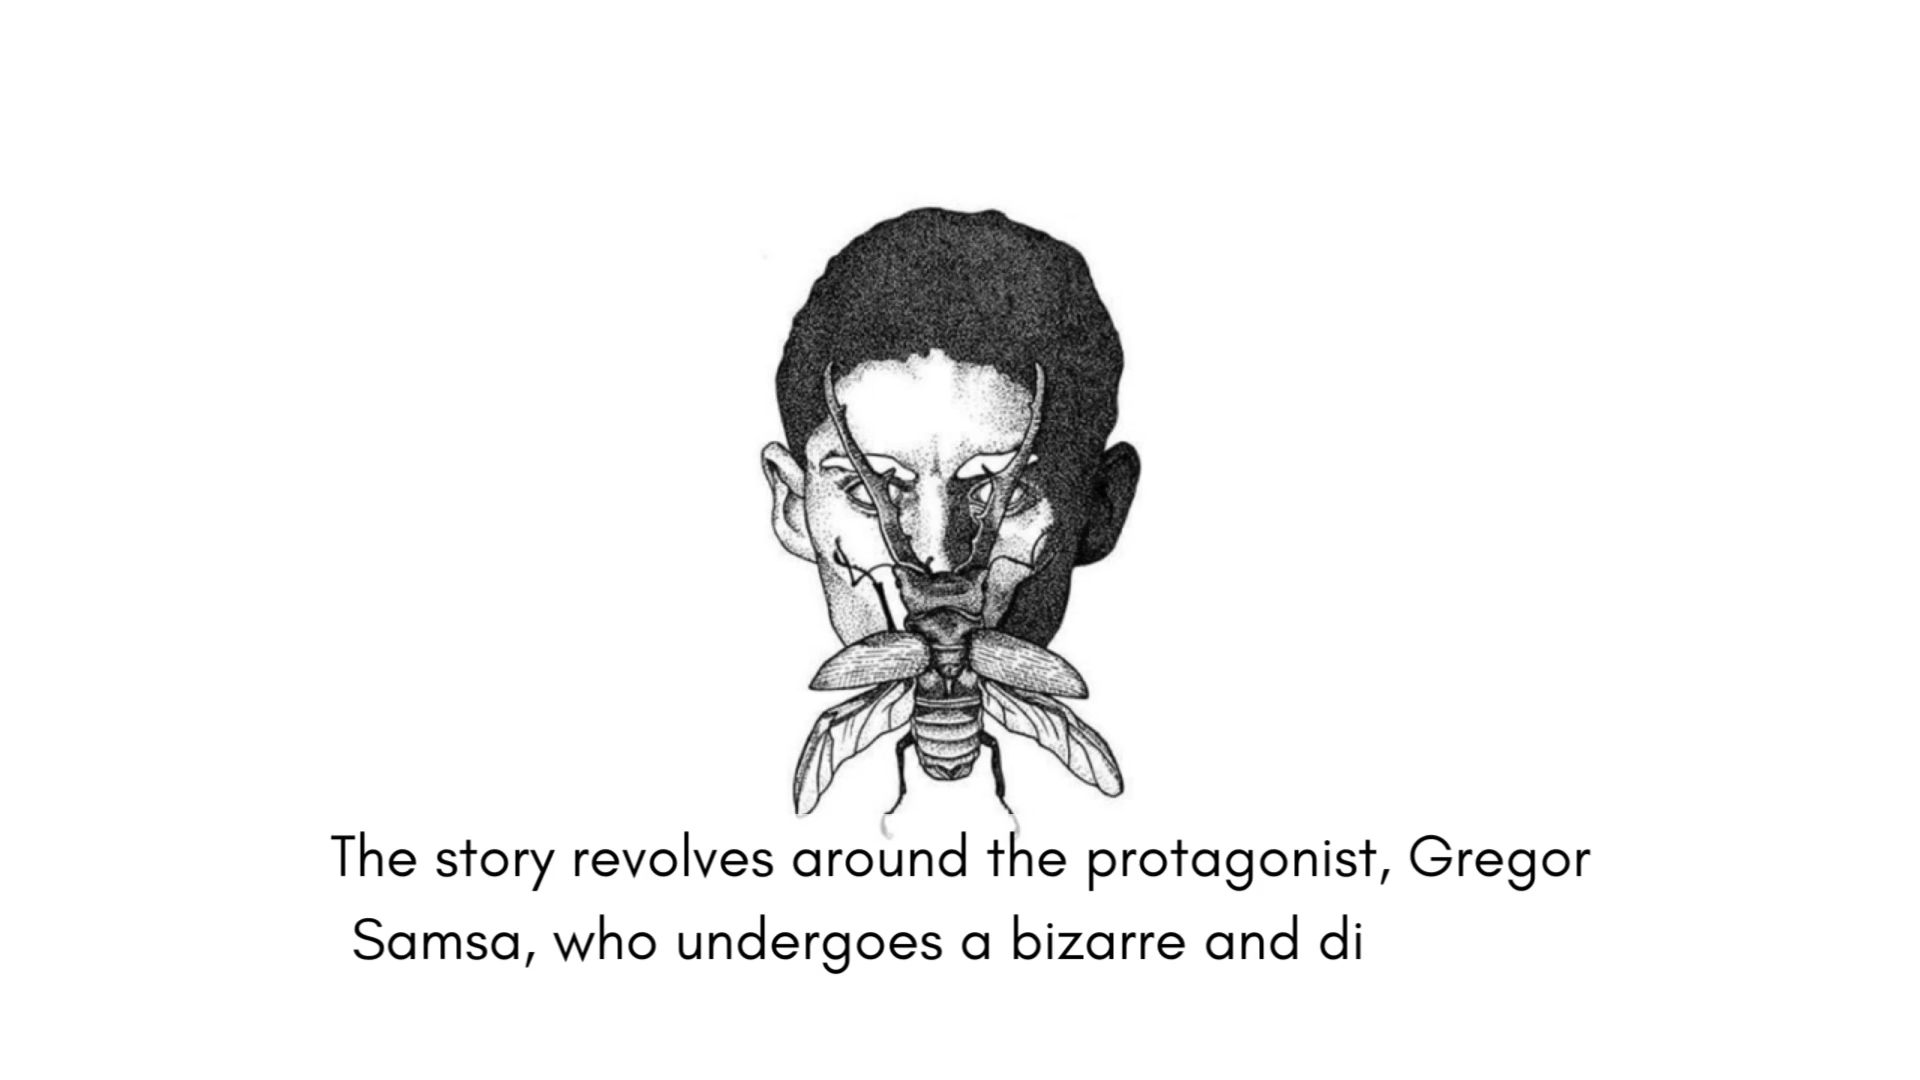 The story revolves around the protagonist, Gregor
Samsa, who undergoes a bizarre and di